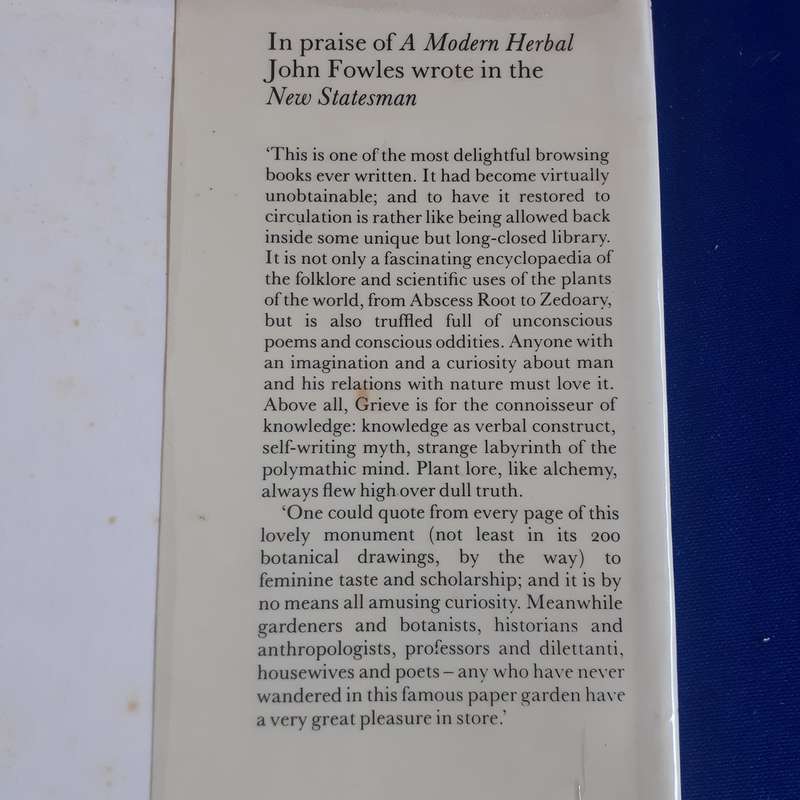 In praise of A Modern Herbal
John Fowles wrote in the
New Statesman
‘This is one of the most delightful browsing
books ever written. It had become virtually
unobtainable; and to have it restored to
circulation is rather like being allowed back
inside some unique but long-closed library.
It is not only a fascinating encyclopaedia of
the folklore and scientific uses of the plants
of the world, from Abscess Root to Zedoary,
but is also truffled full of unconscious
poems and conscious oddities. Anyone with
an imagination and a curiosity about man
and his relations with nature must love it.
Above all, Grieve is for the connoisseur of
knowledge: knowledge as verbal construct,
self-writing myth, strange labyrinth of the
polymathic mind. Plant lore, like alchemy,
always flew high over dull truth.
‘One could quote from every page of this
lovely monument (not least in its 200
botanical drawings, by the way) to
feminine taste and scholarship; and it is by
no means all amusing curiosity. Meanwhile
gardeners and botanists, historians and
anthropologists, professors and dilettanti,
housewives and poets – any who have never
wandered in this famous paper garden have
a very great pleasure in store.’